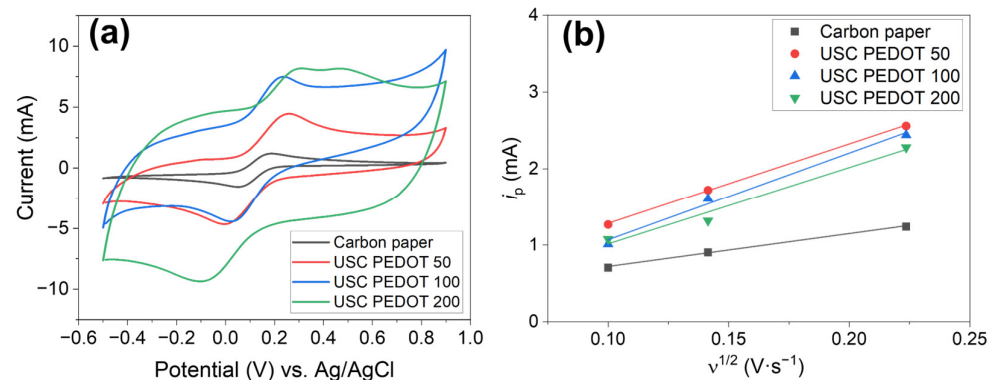 (a)
Current (mA)
10
5
0
−5
−10
Carbon paper
USC PEDOT 50
USC PEDOT 100
USC PEDOT 200
−0.6 −0.4 −0.2 0.0 0.2 0.4 0.6 0.8 1.0
Potential (V) vs. Ag/AgCl
(b)
iₚ (mA)
4
3
2
1
0
Carbon paper
USC PEDOT 50
USC PEDOT 100
USC PEDOT 200
0.10 0.15 0.20 0.25
ν¹/² (V·s⁻¹)